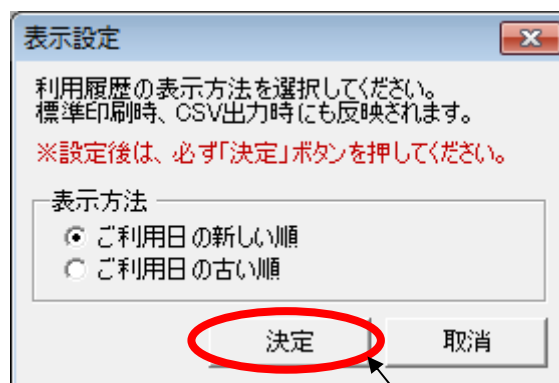 表示設定
利用履歴の表示方法を選択してください。
標準印刷時、CSV出力時にも反映されます。
※設定後は、必ず「決定」ボタンを押してください。
表示方法
ご利用日の新しい順
ご利用日の古い順
決定 取消